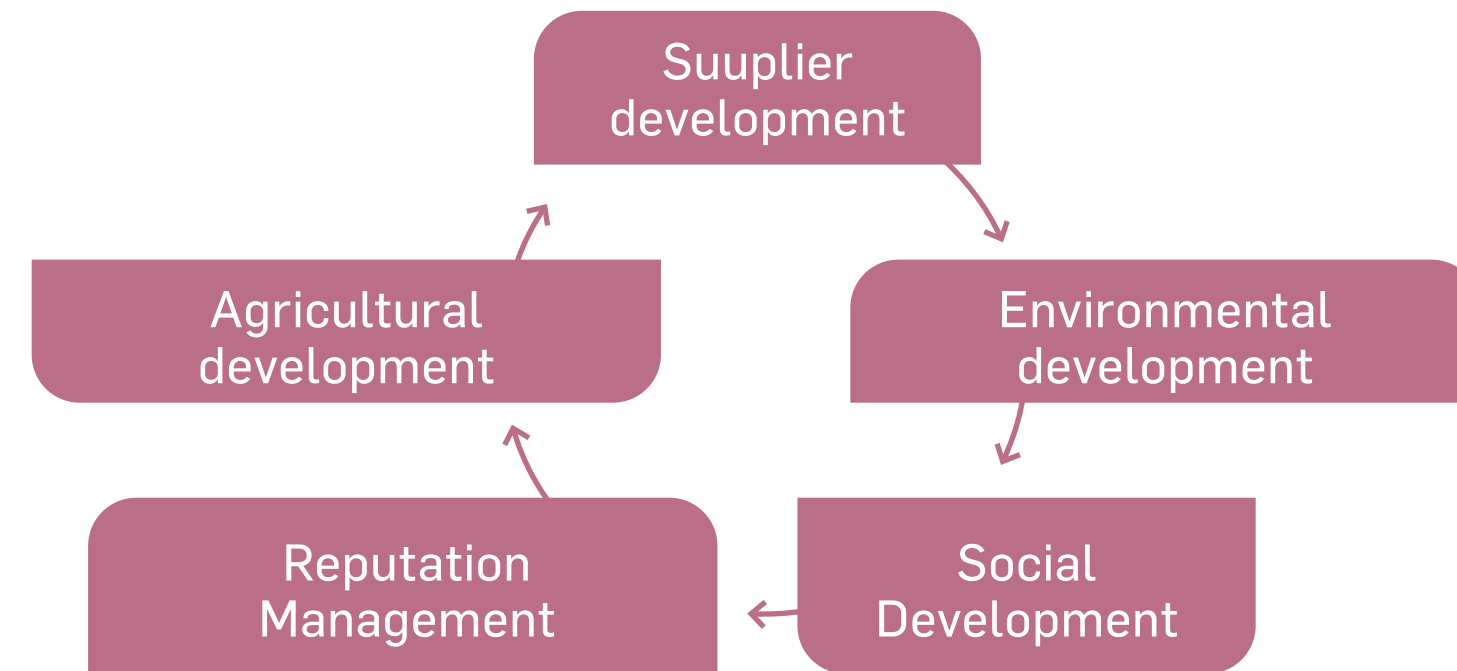 Suuplier
development
Environmental
development
Social
Development
Reputation
Management
Agricultural
development